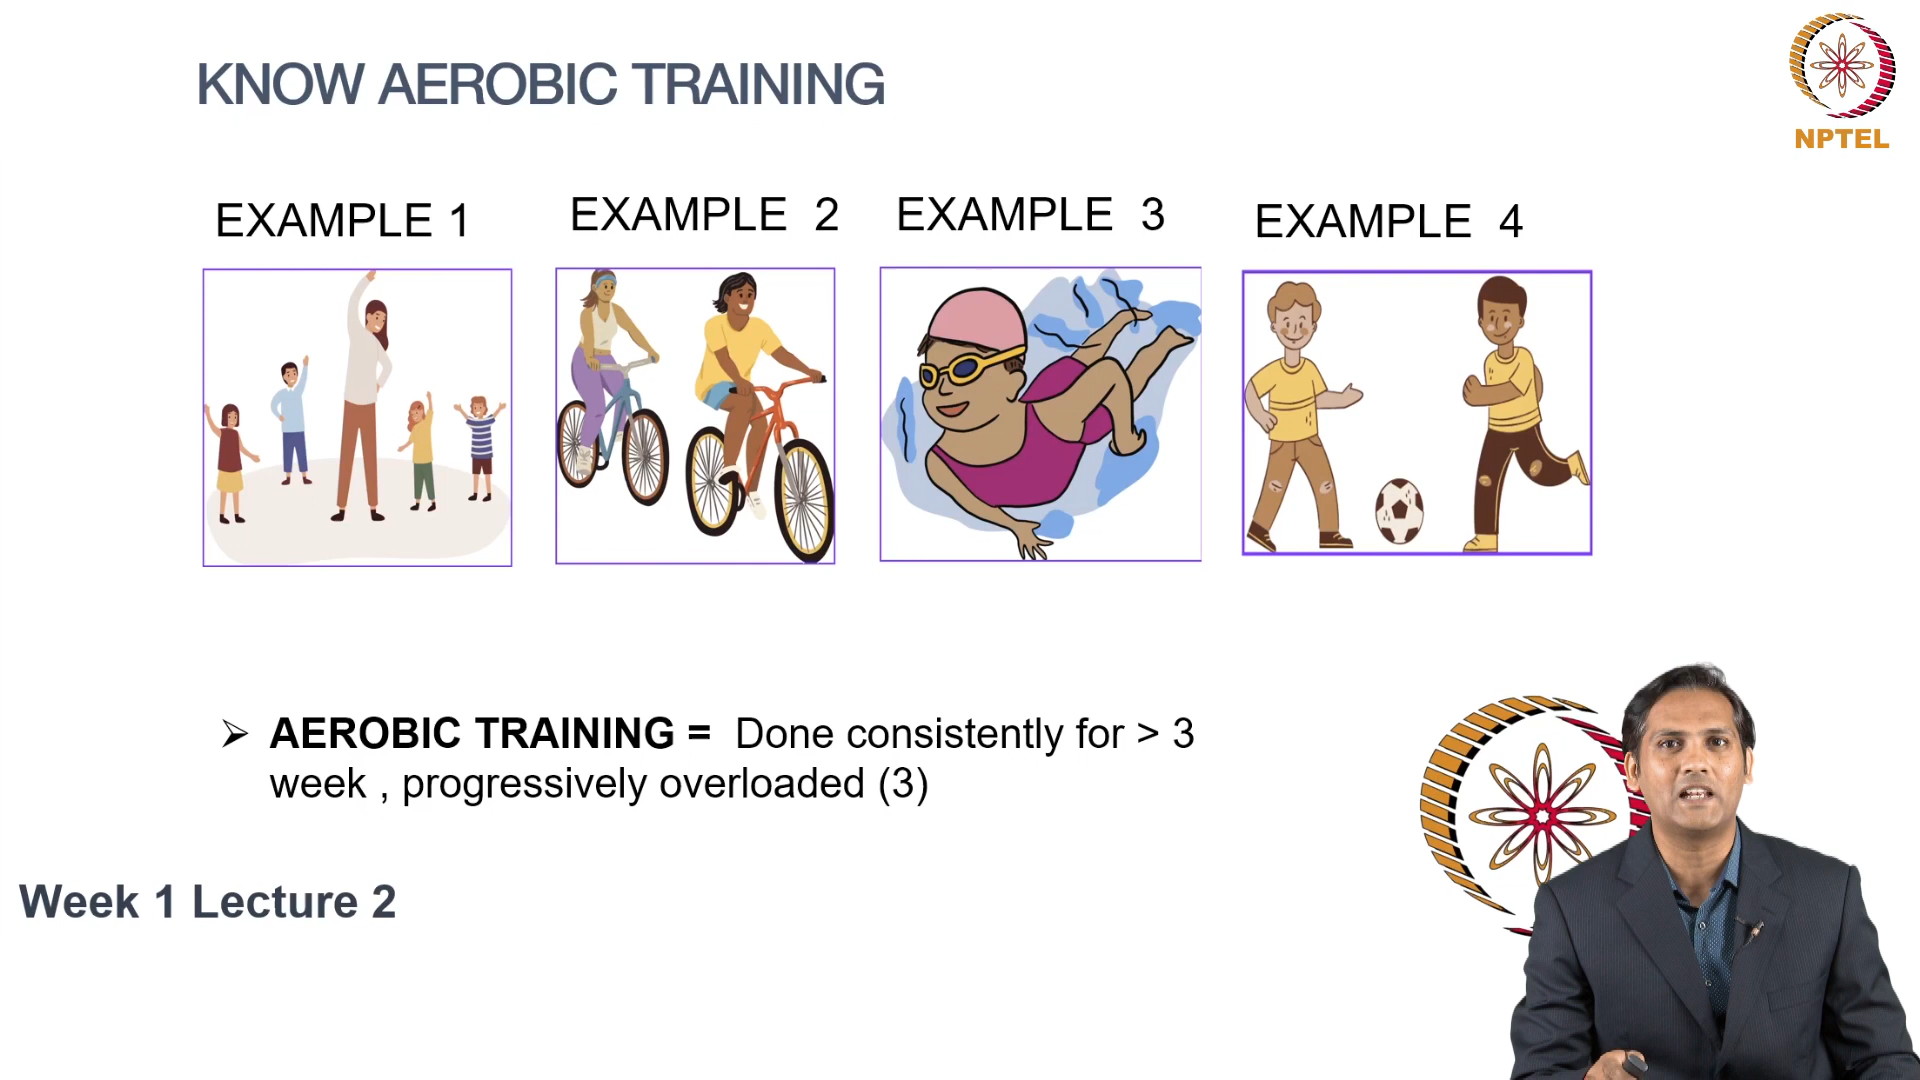 KNOW AEROBIC TRAINING
NPTEL
EXAMPLE 1
EXAMPLE 2
EXAMPLE 3
EXAMPLE 4
➢ AEROBIC TRAINING = Done consistently for > 3
week , progressively overloaded (3)
Week 1 Lecture 2